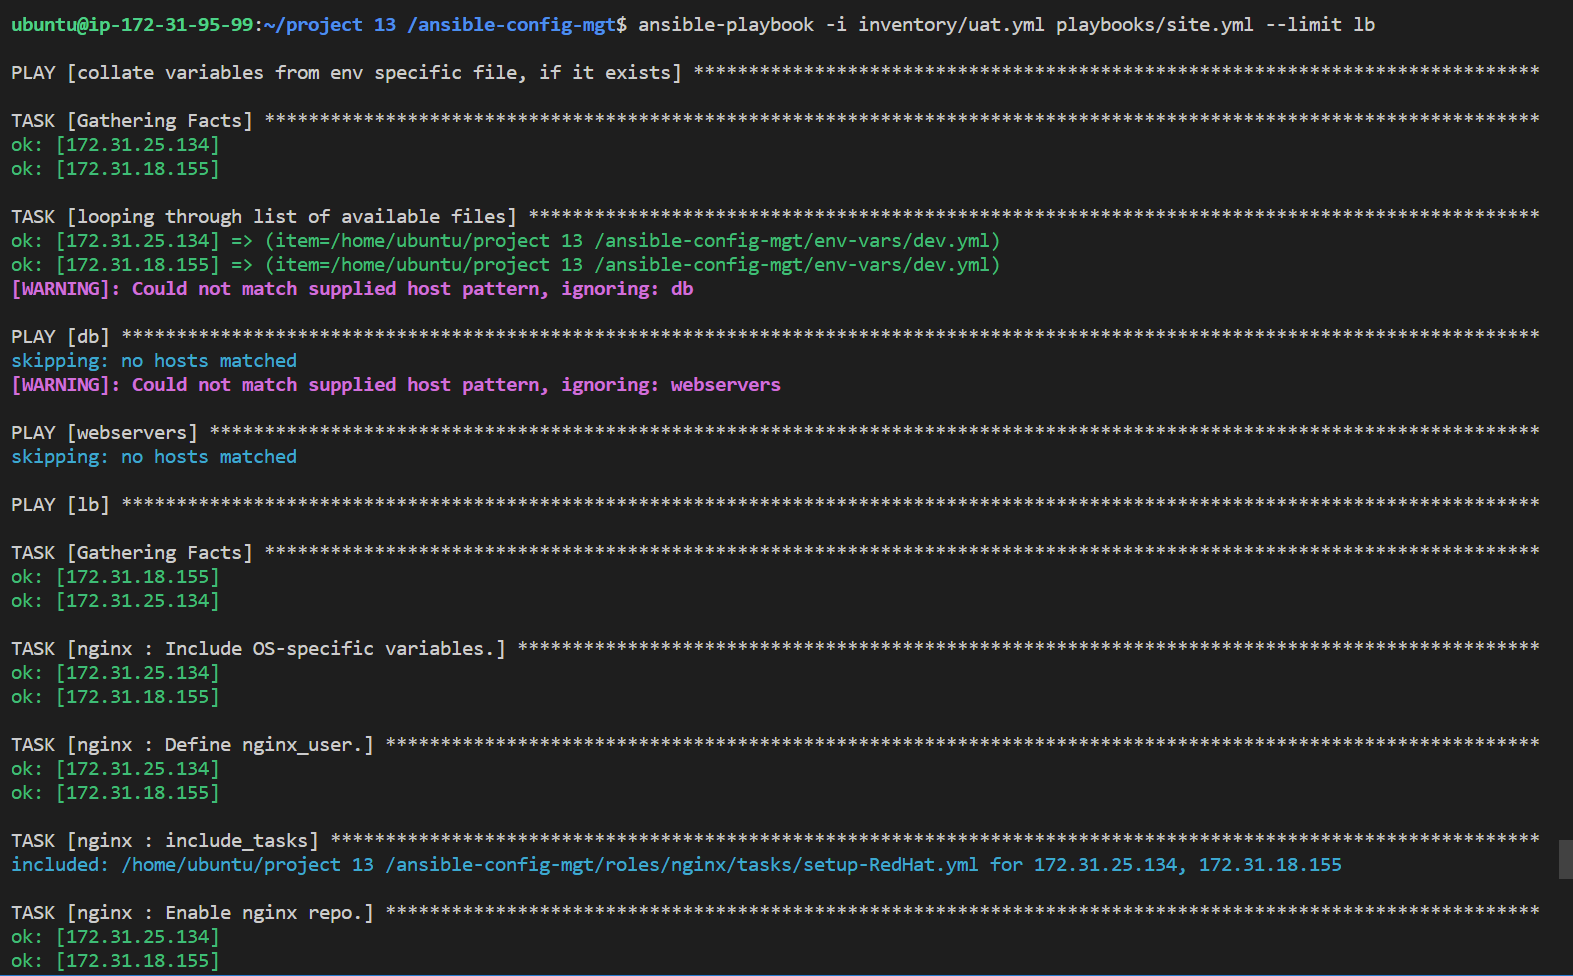 ubuntu@ip-172-31-95-99:~/project 13 /ansible-config-mgt$ ansible-playbook -i inventory/uat.yml playbooks/site.yml --limit lb
PLAY [collate variables from env specific file, if it exists] *****************************************************************************
TASK [Gathering Facts] ********************************************************************************************************************
ok: [172.31.25.134]
ok: [172.31.18.155]
TASK [looping through list of available files] ********************************************************************************************
ok: [172.31.25.134] => (item=/home/ubuntu/project 13 /ansible-config-mgt/env-vars/dev.yml)
ok: [172.31.18.155] => (item=/home/ubuntu/project 13 /ansible-config-mgt/env-vars/dev.yml)
[WARNING]: Could not match supplied host pattern, ignoring: db
PLAY [db] *********************************************************************************************************************************
skipping: no hosts matched
[WARNING]: Could not match supplied host pattern, ignoring: webservers
PLAY [webservers] *************************************************************************************************************************
skipping: no hosts matched
PLAY [lb] *********************************************************************************************************************************
TASK [Gathering Facts] ********************************************************************************************************************
ok: [172.31.18.155]
ok: [172.31.25.134]
TASK [nginx : Include OS-specific variables.] *********************************************************************************************
ok: [172.31.25.134]
ok: [172.31.18.155]
TASK [nginx : Define nginx_user.] *********************************************************************************************************
ok: [172.31.25.134]
ok: [172.31.18.155]
TASK [nginx : include_tasks] **************************************************************************************************************
included: /home/ubuntu/project 13 /ansible-config-mgt/roles/nginx/tasks/setup-RedHat.yml for 172.31.25.134, 172.31.18.155
TASK [nginx : Enable nginx repo.] *********************************************************************************************************
ok: [172.31.25.134]
ok: [172.31.18.155]